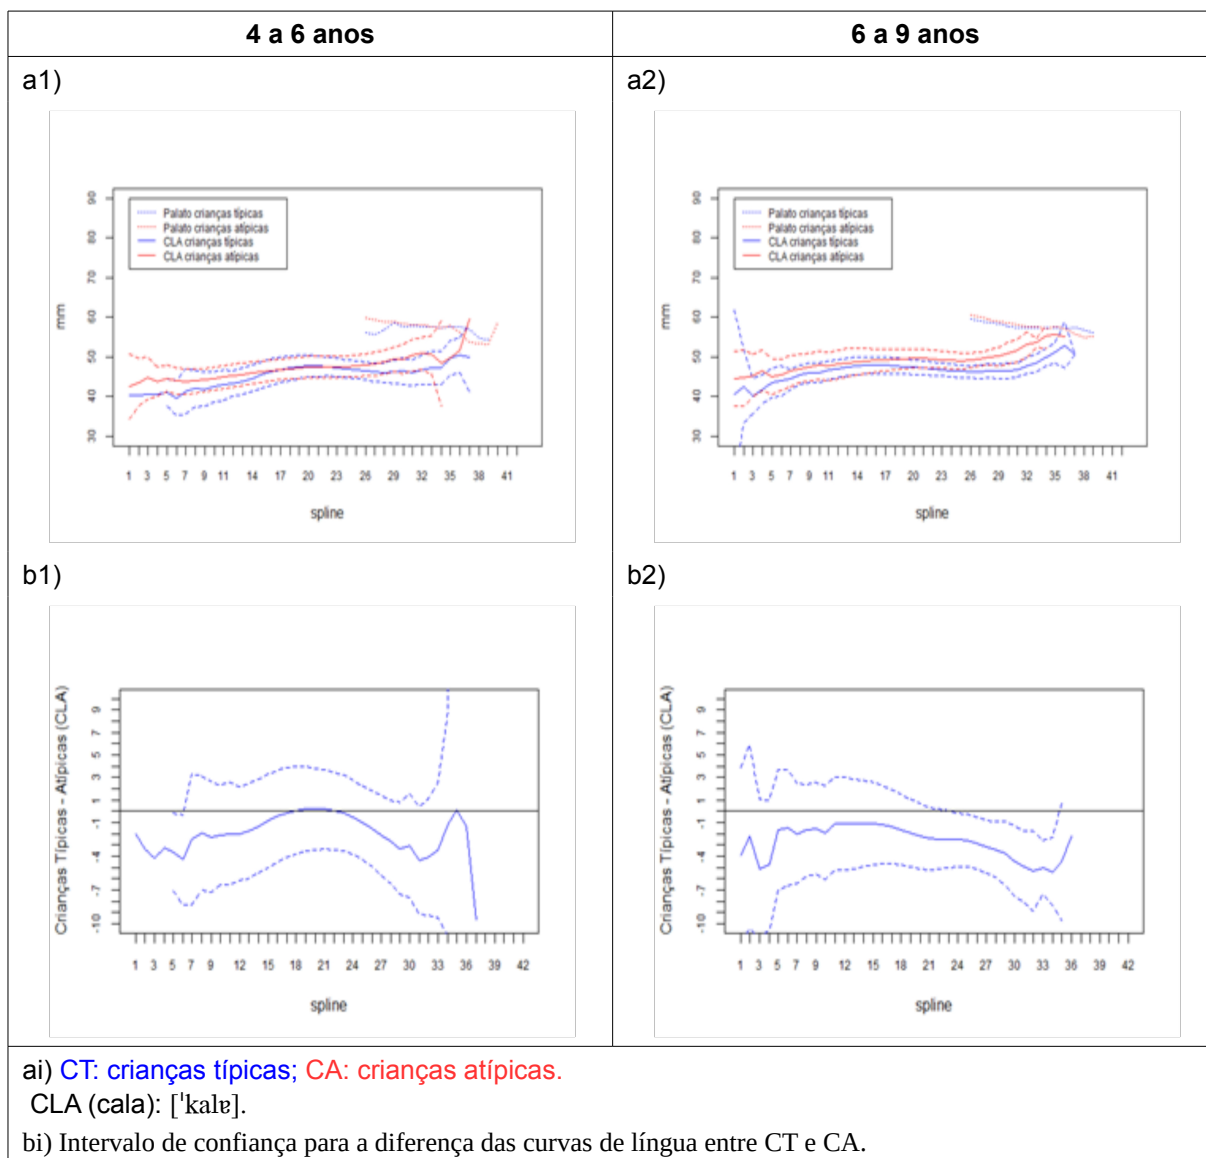 4 a 6 anos
6 a 9 anos
a1)
a2)
mm
90
80
70
60
50
40
30
Palato crianças típicas
Palato crianças atípicas
CLA crianças típicas
CLA crianças atípicas
1 3 5 7 9 11 14 17 20 23 26 29 32 35 38 41
spline
mm
90
80
70
60
50
40
30
Palato crianças típicas
Palato crianças atípicas
CLA crianças típicas
CLA crianças atípicas
1 3 5 7 9 11 14 17 20 23 26 29 32 35 38 41
spline
b1)
b2)
Crianças Típicas - Atípicas (CLA)
9
7
5
3
1
-1
-4
-7
-10
1 3 5 7 9 12 15 18 21 24 27 30 33 36 39 42
spline
Crianças Típicas - Atípicas (CLA)
9
7
5
3
1
-1
-4
-7
-10
1 3 5 7 9 12 15 18 21 24 27 30 33 36 39 42
spline
ai) CT: crianças típicas; CA: crianças atípicas.
CLA (cala): [ˈkalɐ].
bi) Intervalo de confiança para a diferença das curvas de língua entre CT e CA.